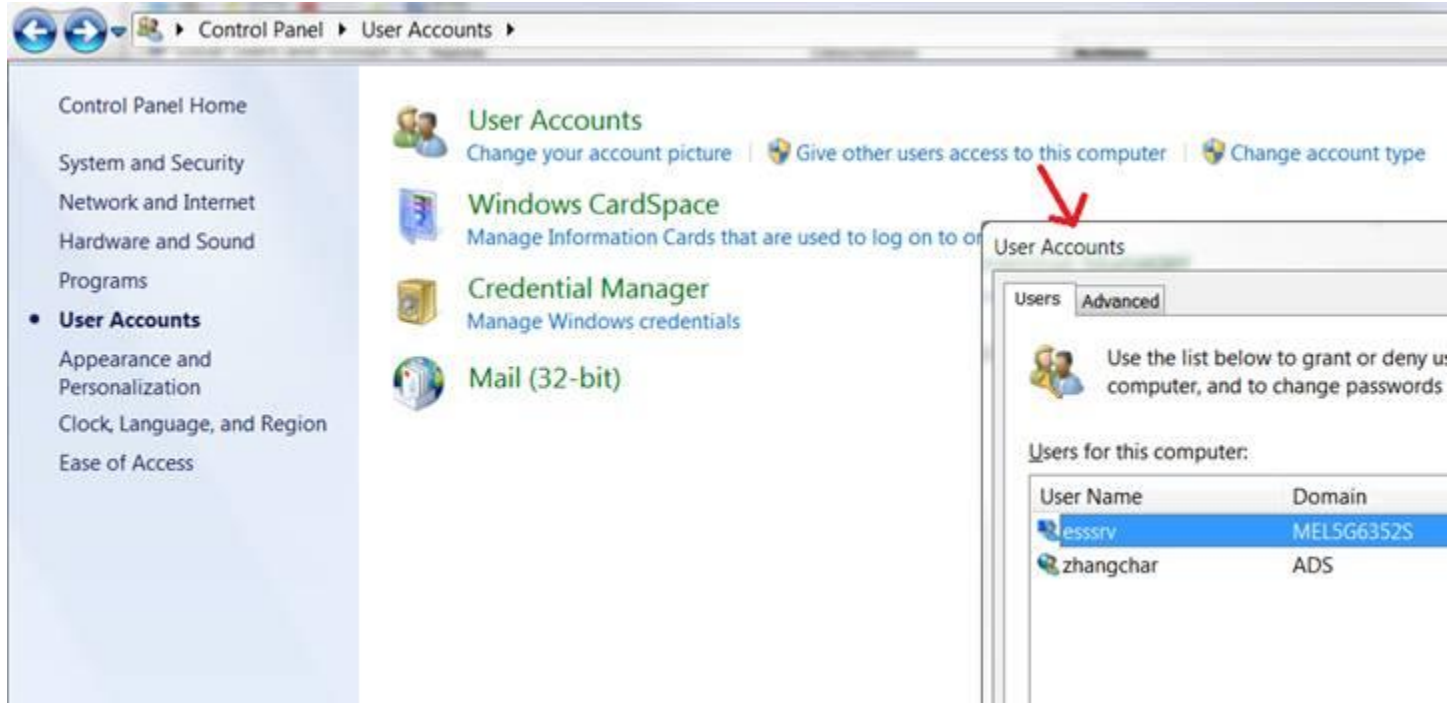 Control Panel User Accounts
Control Panel Home
System and Security
Network and Internet
Hardware and Sound
Programs
User Accounts
Appearance and
Personalization
Clock, Language, and Region
Ease of Access
User Accounts
Change your account picture Give other users access to this computer Change account type
Windows CardSpace
Manage Information Cards that are used to log on to
Credential Manager
Manage Windows credentials
Mail (32-bit)
User Accounts
Users Advanced
Use the list below to grant or deny
computer, and to change passwords
Users for this computer:
User Name Domain
esssrv MEL5G6352S
zhangchar ADS